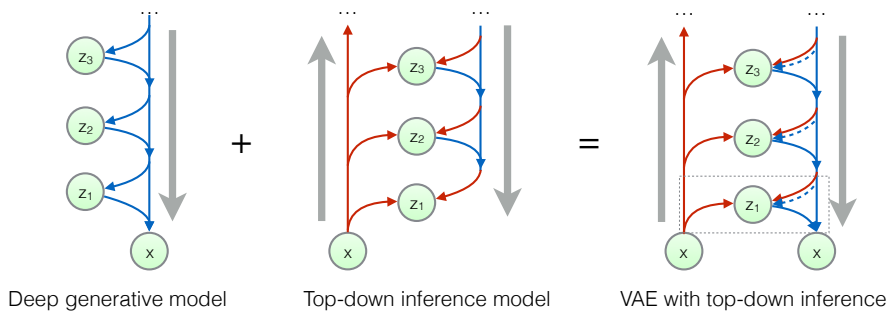 ... ... ... ... ...
z3 z3 z3
z2 z2 z2
+ =
z1 z1 z1
x x x x
Deep generative model Top-down inference model VAE with top-down inference